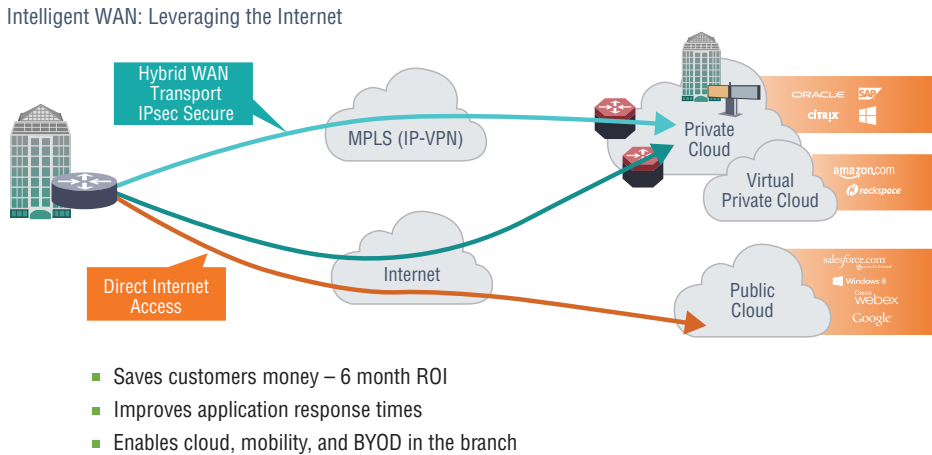 Intelligent WAN: Leveraging the Internet
Hybrid WAN
Transport
IPsec Secure
MPLS (IP-VPN)
Private
Cloud
ORACLE
SAP
CITRIX
Virtual
Private Cloud
amazon.com
rackspace
Direct Internet
Access
Internet
Public
Cloud
salesforce.com
Windows 8
Cisco
webex
Google
Saves customers money – 6 month ROI
Improves application response times
Enables cloud, mobility, and BYOD in the branch